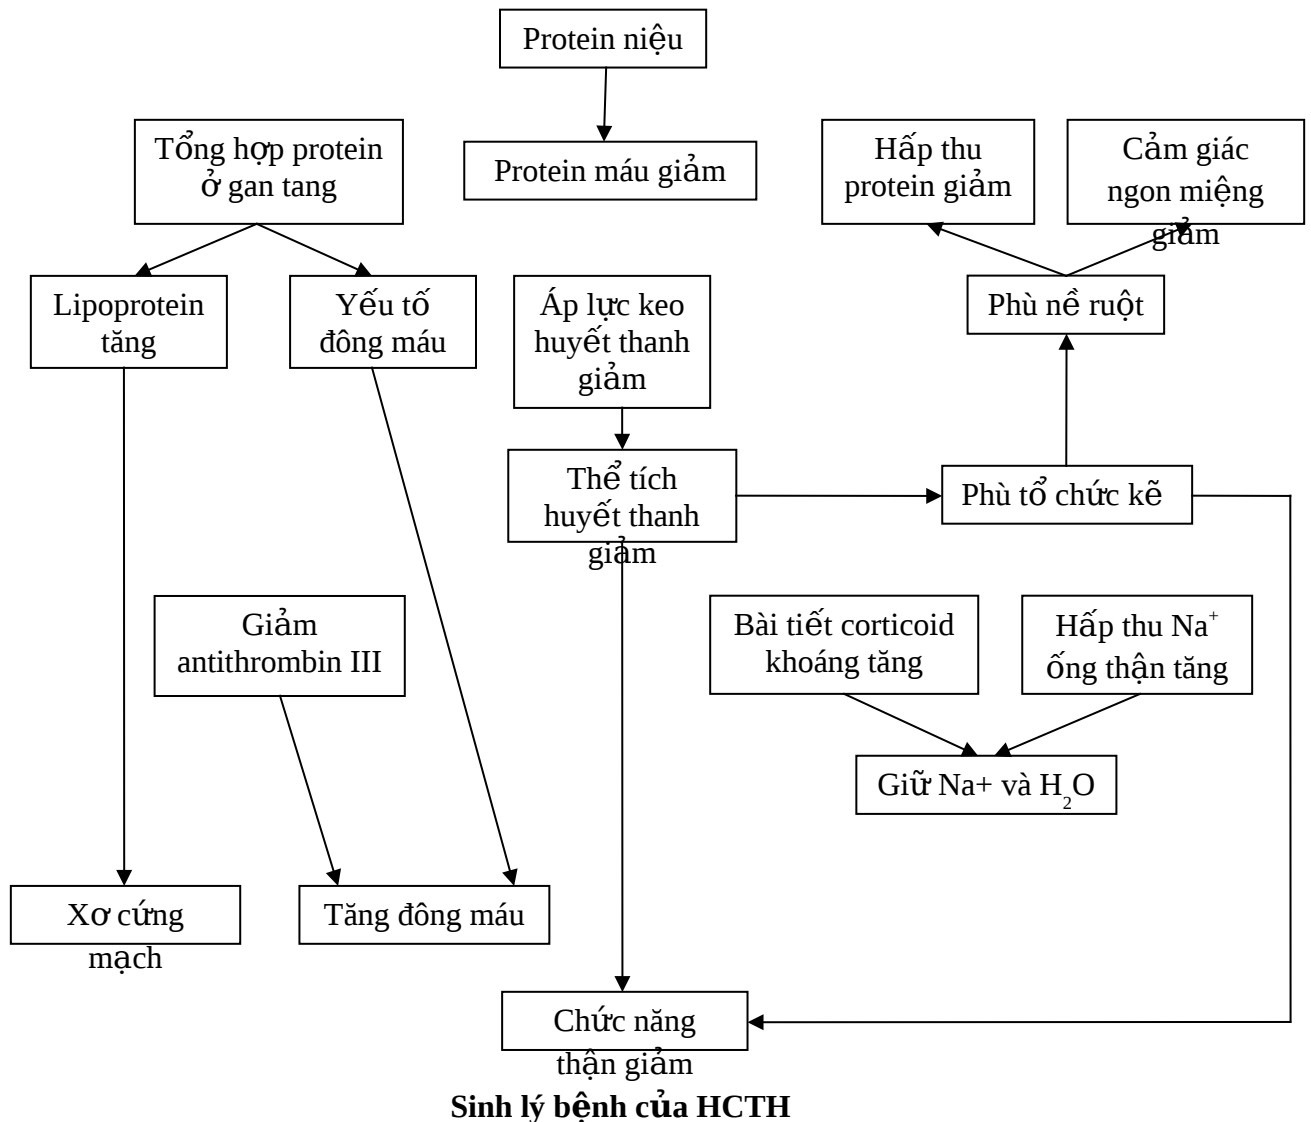 Protein niệu
Tổng hợp protein
ở gan tang
Protein máu giảm
Hấp thu
protein giảm
Cảm giác
ngon miệng
giảm
Lipoprotein
tăng
Yếu tố
đông máu
Áp lực keo
huyết thanh
giảm
Phù nề ruột
Thể tích
huyết thanh
giảm
Phù tổ chức kẽ
Giảm
antithrombin III
Bài tiết corticoid
khoáng tăng
Hấp thu Na⁺
ống thận tăng
Giữ Na+ và H₂O
Xơ cứng
mạch
Tăng đông máu
Chức năng
thận giảm
Sinh lý bệnh của HCTH